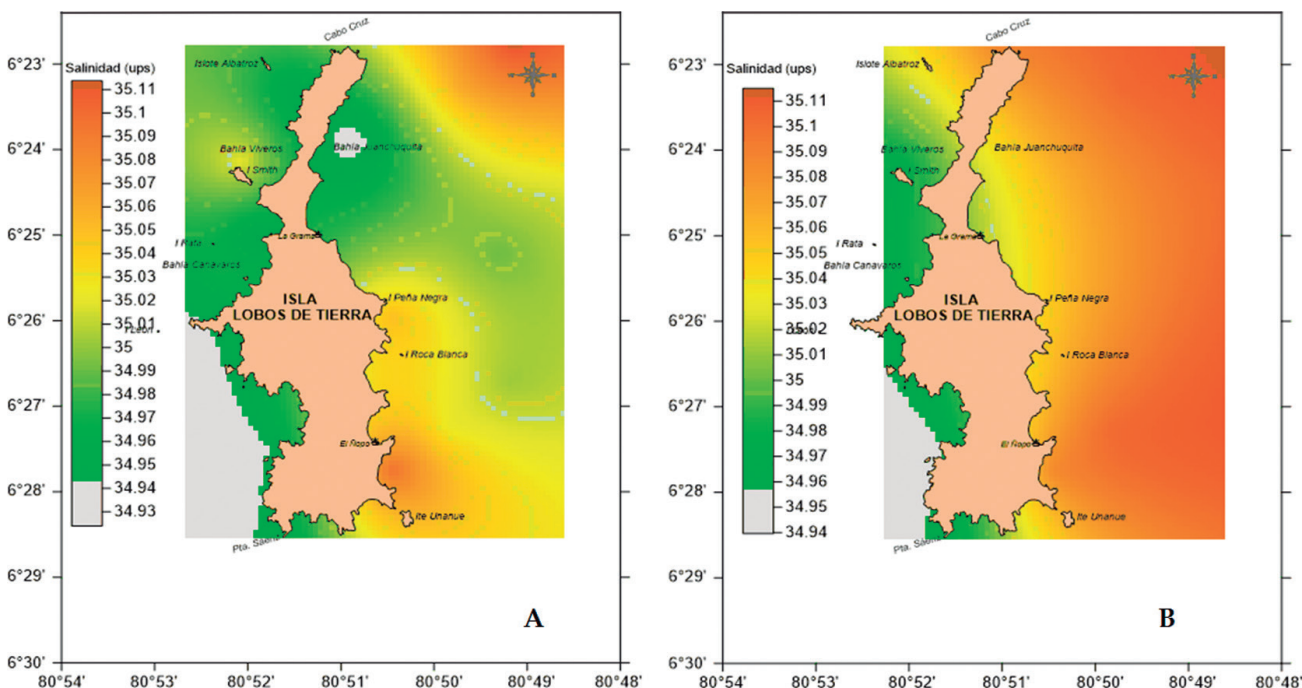 Cabo Cruz
6°23'
6°24'
6°25'
6°26'
6°27'
6°28'
6°29'
6°30'
Salinidad (ups)
35.11
35.1
35.09
35.08
35.07
35.06
35.05
35.04
35.03
35.02
35.01
35
34.99
34.98
34.97
34.96
34.95
34.94
34.93
Islote Albatroz
Bahía Viveros
Bahía Juanchuquita
I Smith
La Grama
I Rata
Bahía Canavaros
ISLA
LOBOS DE TIERRA
I Peña Negra
I Roca Blanca
El Ñopo
Ite Unanue
Pta. Sáenz
A
80°54'
80°53'
80°52'
80°51'
80°50'
80°49'
80°48'
Cabo Cruz
6°23'
6°24'
6°25'
6°26'
6°27'
6°28'
6°29'
6°30'
Salinidad (ups)
35.11
35.1
35.09
35.08
35.07
35.06
35.05
35.04
35.03
35.02
35.01
35
34.99
34.98
34.97
34.96
34.95
34.94
Islote Albatroz
Bahía Viveros
Bahía Juanchuquita
I Smith
La Grama
I Rata
Bahía Canavaros
ISLA
LOBOS DE TIERRA
I Peña Negra
I Roca Blanca
El Ñopo
Ite Unanue
Pta. Sáenz
B
80°54'
80°53'
80°52'
80°51'
80°50'
80°49'
80°48'